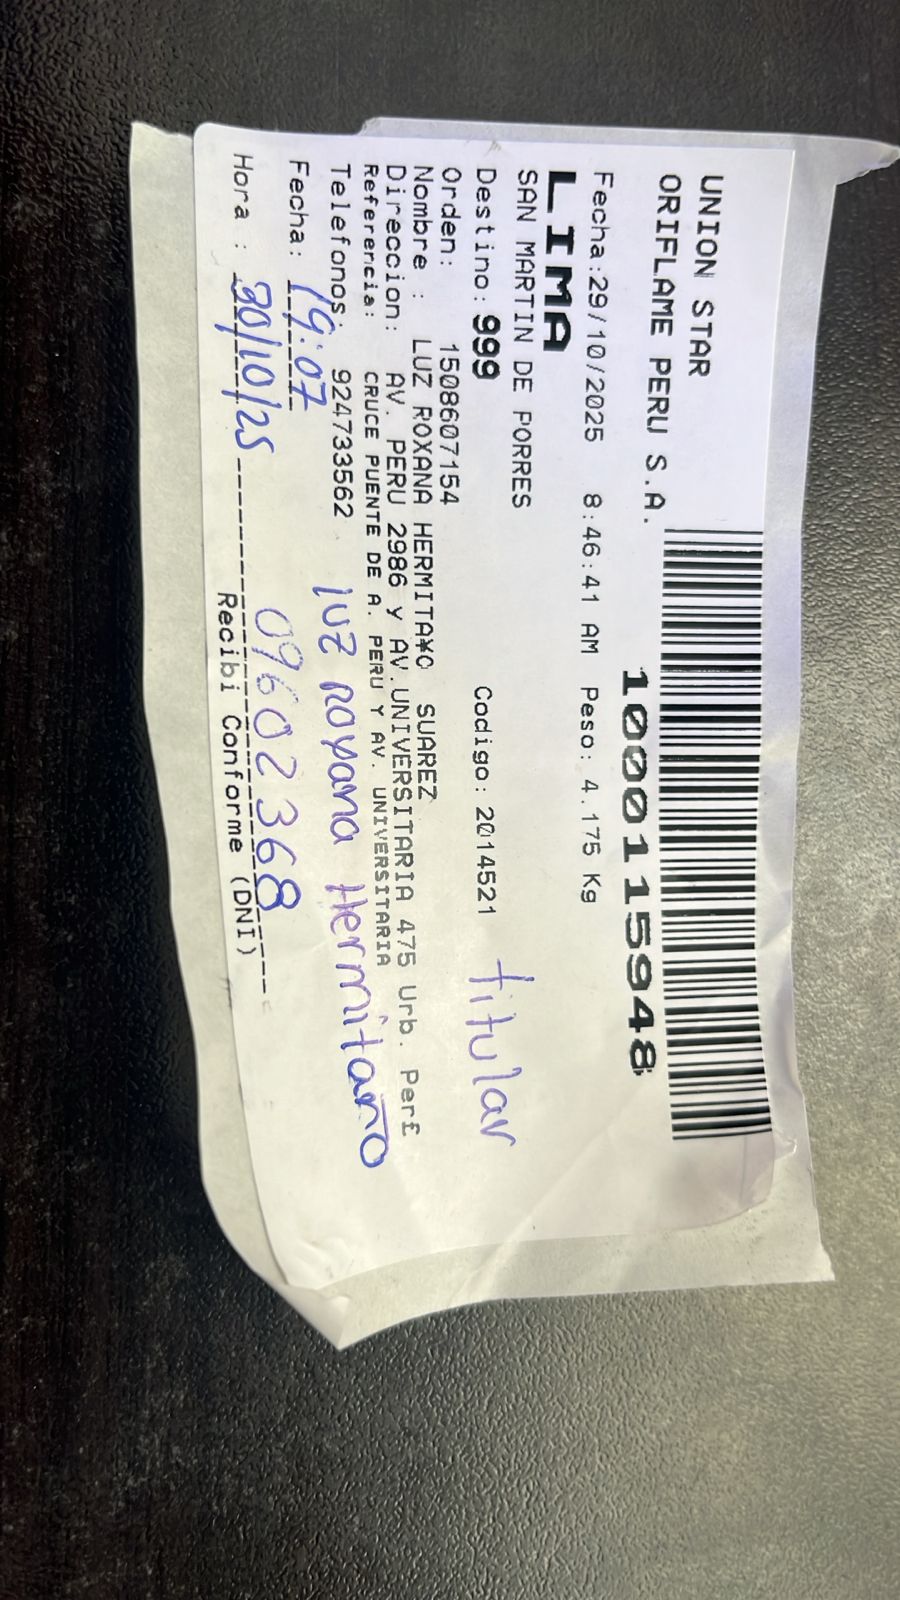 UNION STAR
ORIFLAME PERU S.A.
1000115948
Fecha:29/10/2025 8:46:41 AM Peso: 4.175 Kg
LIMA
SAN MARTIN DE PORRES
Destino: 999 Codigo: 2014521 titular
Orden: 1508607154
Nombre : LUZ ROXANA HERMITA¥O SUAREZ
Direccion: AV. PERU 2986 y AV.UNIVERSITARIA 475 Urb. Perf
Referencia: CRUCE PUENTE DE A. PERU Y AV. UNIVERSITARIA
Telefonos: 924733562 luz roxana Hermitaño
Fecha: 19:07
Hora : 30/10/25 09602368
Recibi Conforme (DNI)